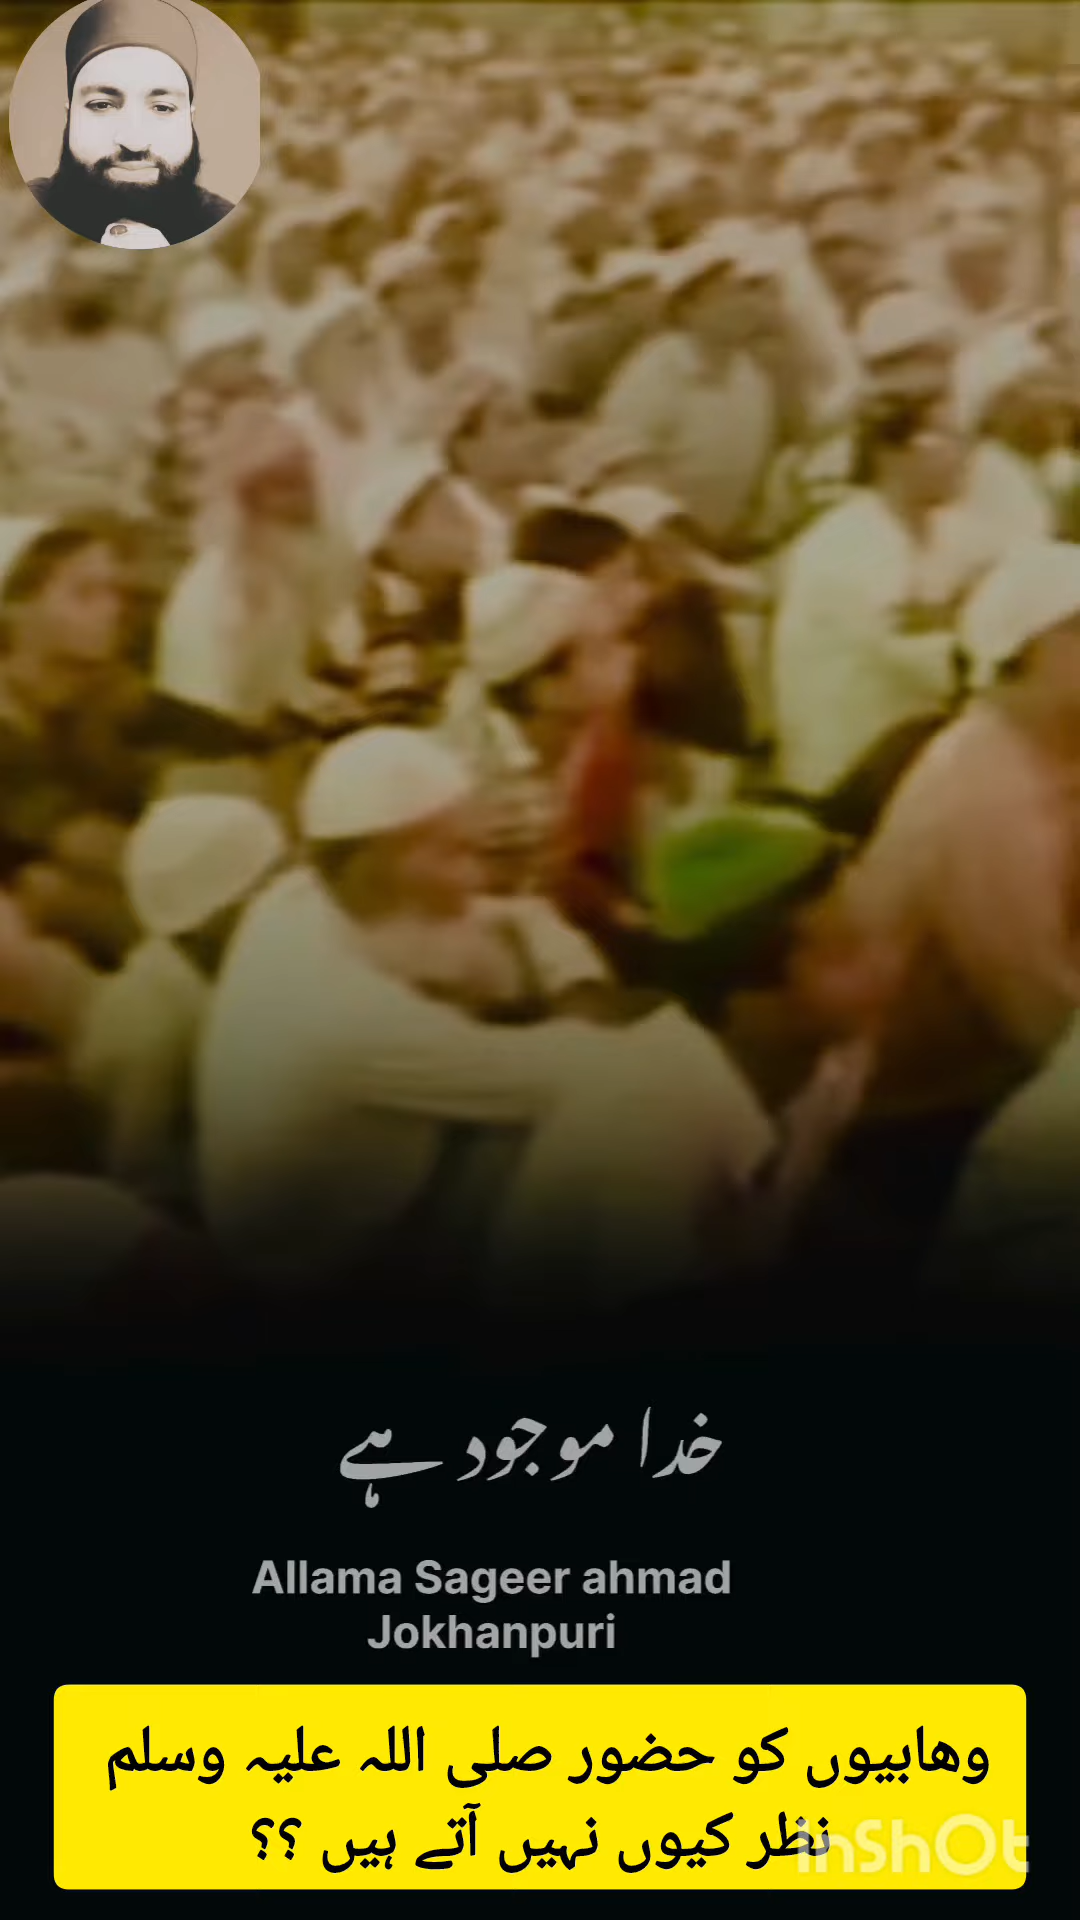 خدا موجود ہے
Allama Sageer ahmad
Jokhanpuri
وھابیوں کو حضور صلی اللہ علیہ وسلم
نظر کیوں نہیں آتے ہیں ؟؟
InShOt